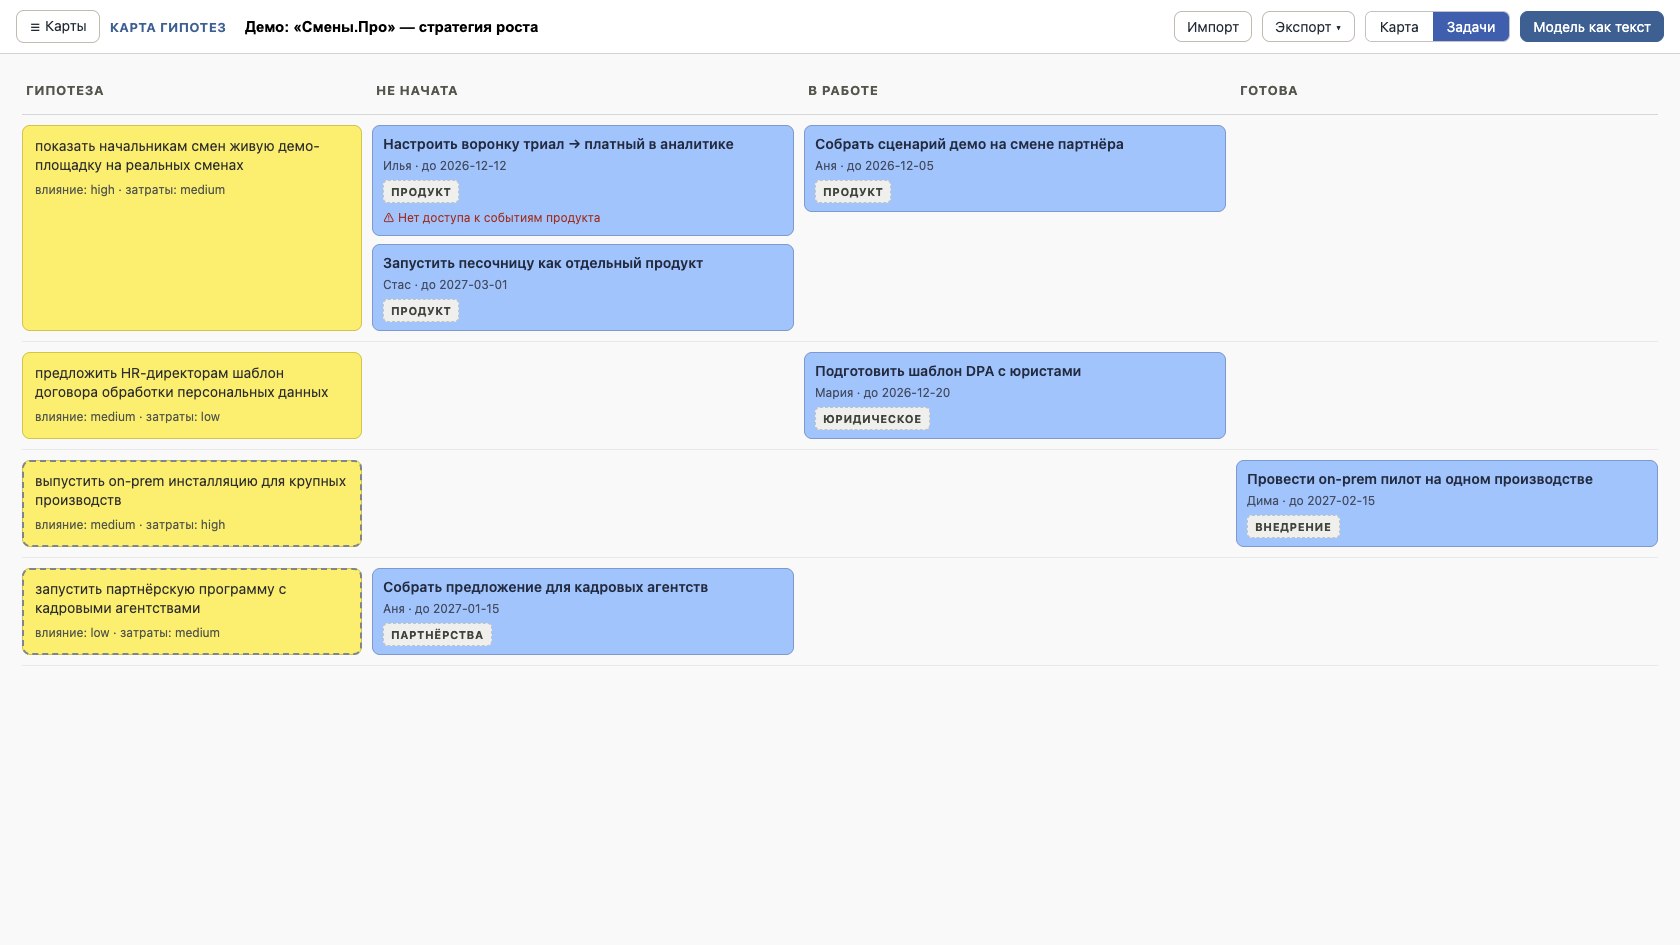 ≡ Карты
КАРТА ГИПОТЕЗ
Демо: «Смены.Про» — стратегия роста
Импорт
Экспорт ▾
Карта
Задачи
Модель как текст
ГИПОТЕЗА
НЕ НАЧАТА
В РАБОТЕ
ГОТОВА
показать начальникам смен живую демо-
площадку на реальных сменах
влияние: high · затраты: medium
Настроить воронку триал → платный в аналитике
Илья · до 2026-12-12
ПРОДУКТ
⚠ Нет доступа к событиям продукта
Запустить песочницу как отдельный продукт
Стас · до 2027-03-01
ПРОДУКТ
Собрать сценарий демо на смене партнёра
Аня · до 2026-12-05
ПРОДУКТ
предложить HR-директорам шаблон
договора обработки персональных данных
влияние: medium · затраты: low
Подготовить шаблон DPA с юристами
Мария · до 2026-12-20
ЮРИДИЧЕСКОЕ
выпустить on-prem инсталляцию для крупных
производств
влияние: medium · затраты: high
Провести on-prem пилот на одном производстве
Дима · до 2027-02-15
ВНЕДРЕНИЕ
запустить партнёрскую программу с
кадровыми агентствами
влияние: low · затраты: medium
Собрать предложение для кадровых агентств
Аня · до 2027-01-15
ПАРТНЁРСТВА